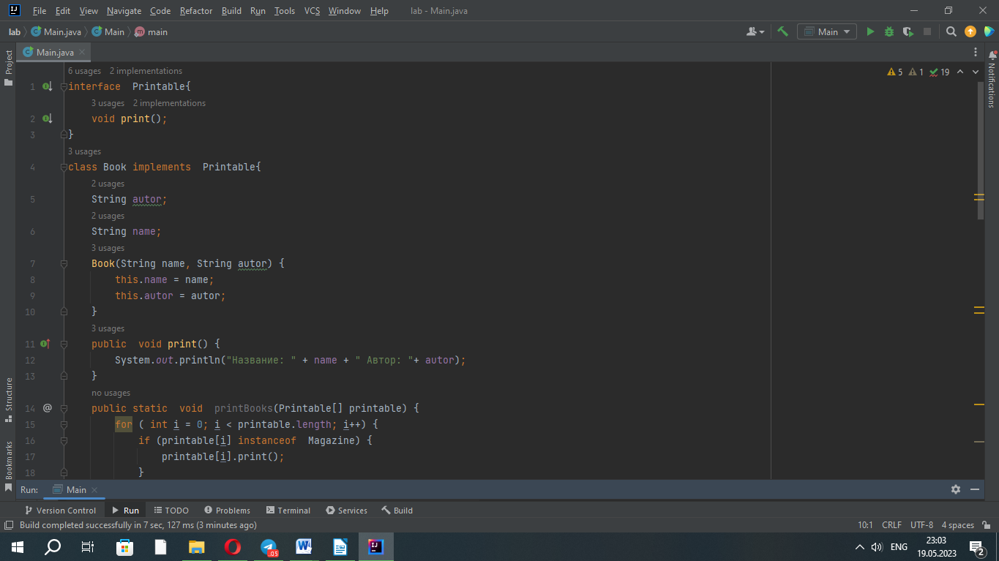 File Edit View Navigate Code Refactor Build Run Tools VCS Window Help lab - Main.java
lab Main.java Main main Main
Project
Main.java
Notifications
6 usages 2 implementations
5 1 19
1 interface Printable{
3 usages 2 implementations
2 void print();
3 }
3 usages
4 class Book implements Printable{
2 usages
5 String autor;
2 usages
6 String name;
3 usages
7 Book(String name, String autor) {
8 this.name = name;
9 this.autor = autor;
10 }
3 usages
11 public void print() {
12 System.out.println("Название: " + name + " Автор: "+ autor);
13 }
no usages
14 @ public static void printBooks(Printable[] printable) {
15 for ( int i = 0; i < printable.length; i++) {
16 if (printable[i] instanceof Magazine) {
17 printable[i].print();
18 }
Structure
Bookmarks
Run: Main
Version Control Run TODO Problems Terminal Services Build
Build completed successfully in 7 sec, 127 ms (3 minutes ago) 10:1 CRLF UTF-8 4 spaces
ENG 23:03
19.05.2023
2